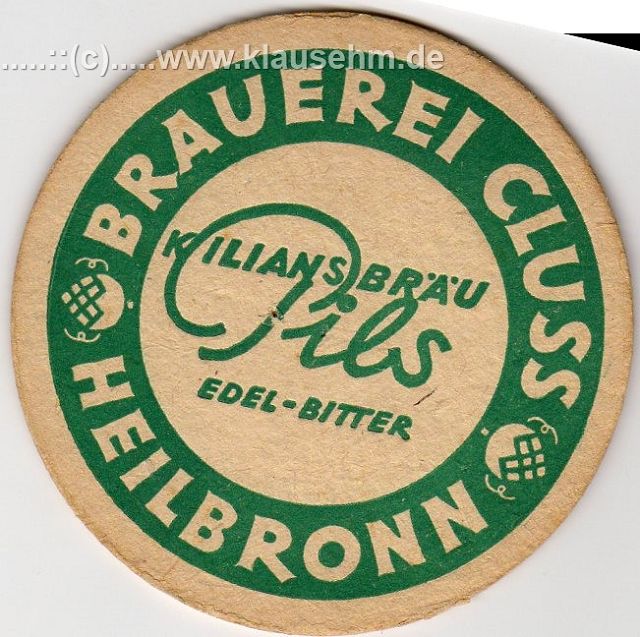 .....::(c).....www.klausehm.de
BRAUEREI CLUSS
KILIANSBRÄU
Pils
EDEL-BITTER
HEILBRONN